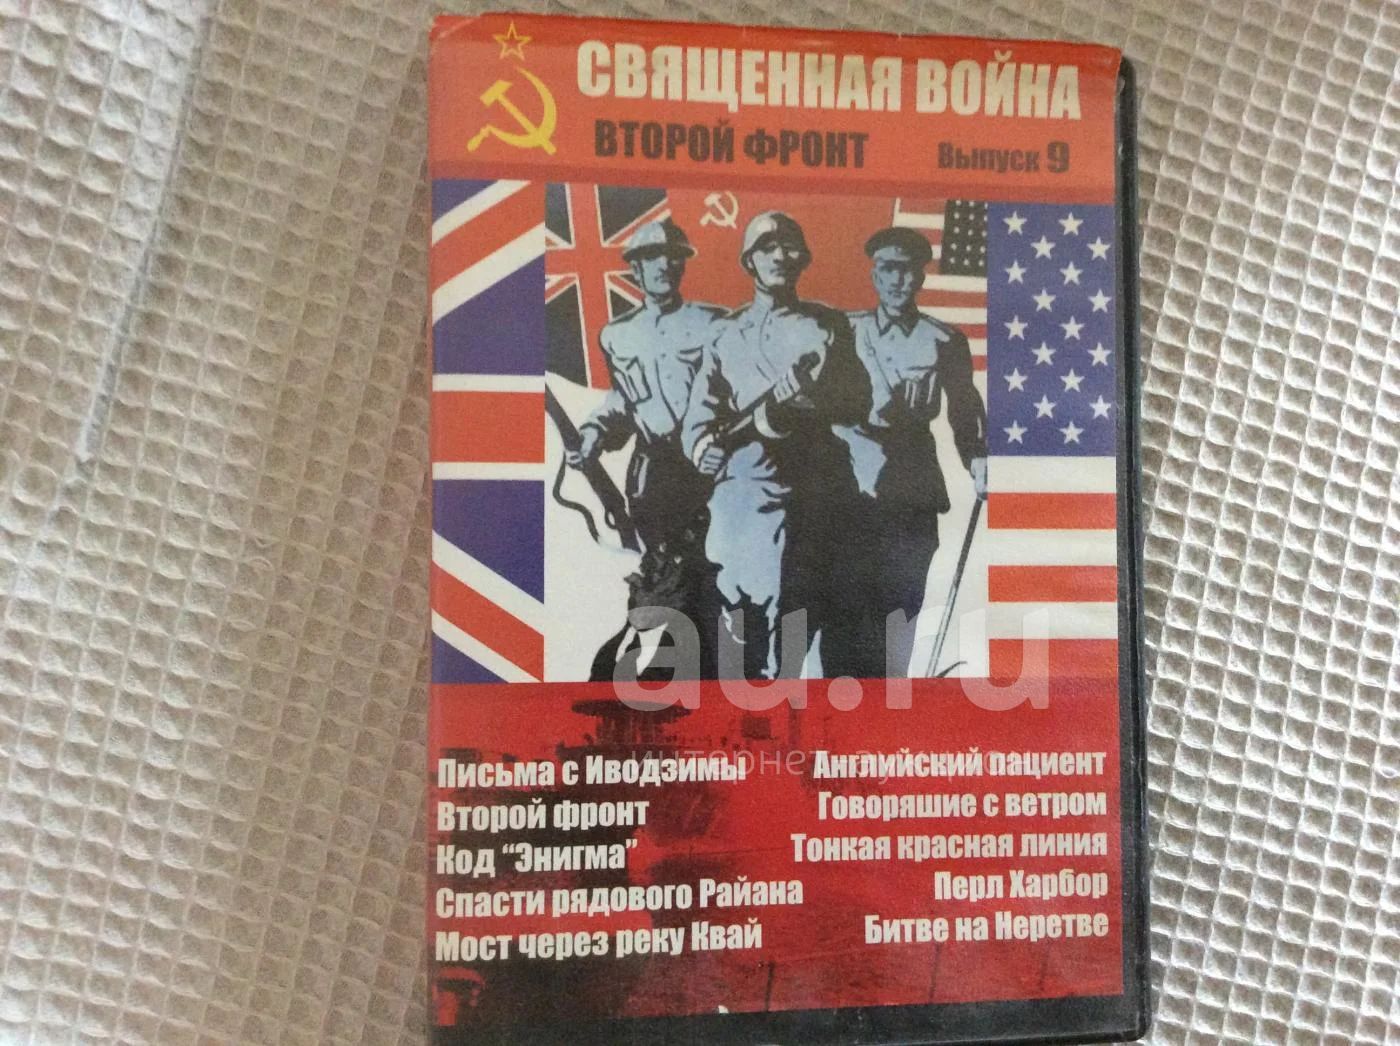 СВЯЩЕННАЯ ВОЙНА
ВТОРОЙ ФРОНТ
Выпуск 9
au.ru
интернет-аукцион
Письма с Иводзимы
Второй фронт
Код “Энигма”
Спасти рядового Райана
Мост через реку Квай
Английский пациент
Говоряшие с ветром
Тонкая красная линия
Перл Харбор
Битве на Неретве